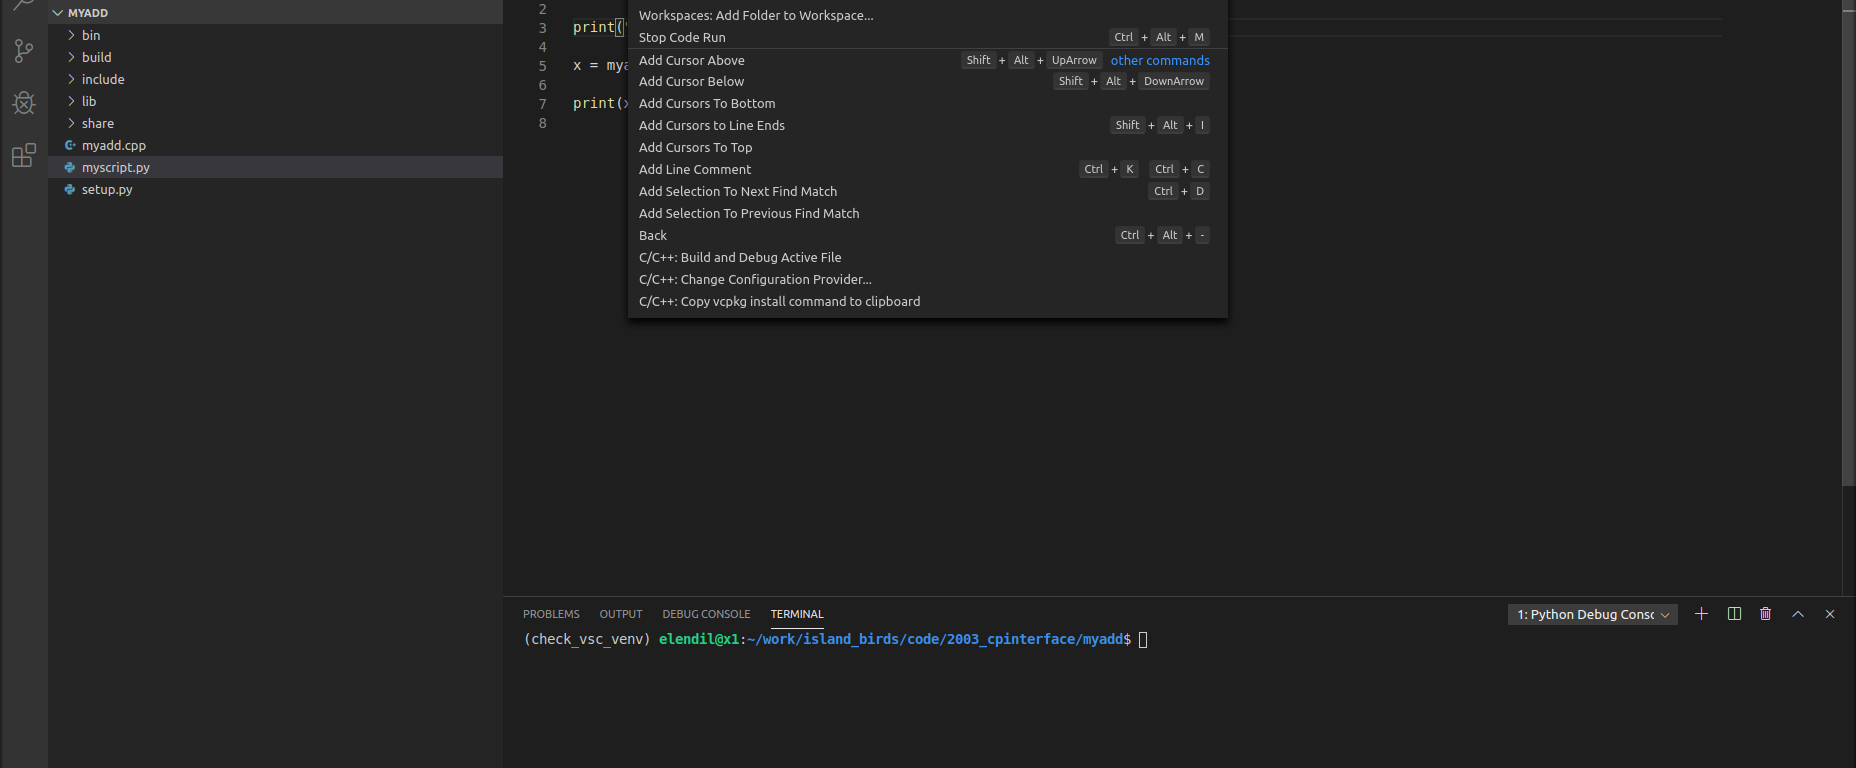 MYADD
bin
build
include
lib
share
myadd.cpp
myscript.py
setup.py
2
3 print(
4
5 x =
6
7 print(
8
Workspaces: Add Folder to Workspace...
Stop Code Run Ctrl + Alt + M
Add Cursor Above Shift + Alt + UpArrow other commands
Add Cursor Below Shift + Alt + DownArrow
Add Cursors To Bottom
Add Cursors to Line Ends Shift + Alt + I
Add Cursors To Top
Add Line Comment Ctrl + K Ctrl + C
Add Selection To Next Find Match Ctrl + D
Add Selection To Previous Find Match
Back Ctrl + Alt + -
C/C++: Build and Debug Active File
C/C++: Change Configuration Provider...
C/C++: Copy vcpkg install command to clipboard
PROBLEMS OUTPUT DEBUG CONSOLE TERMINAL 1: Python Debug
(check_vsc_venv) elendil@x1:~/work/island_birds/code/2003_cpinterface/myadd$